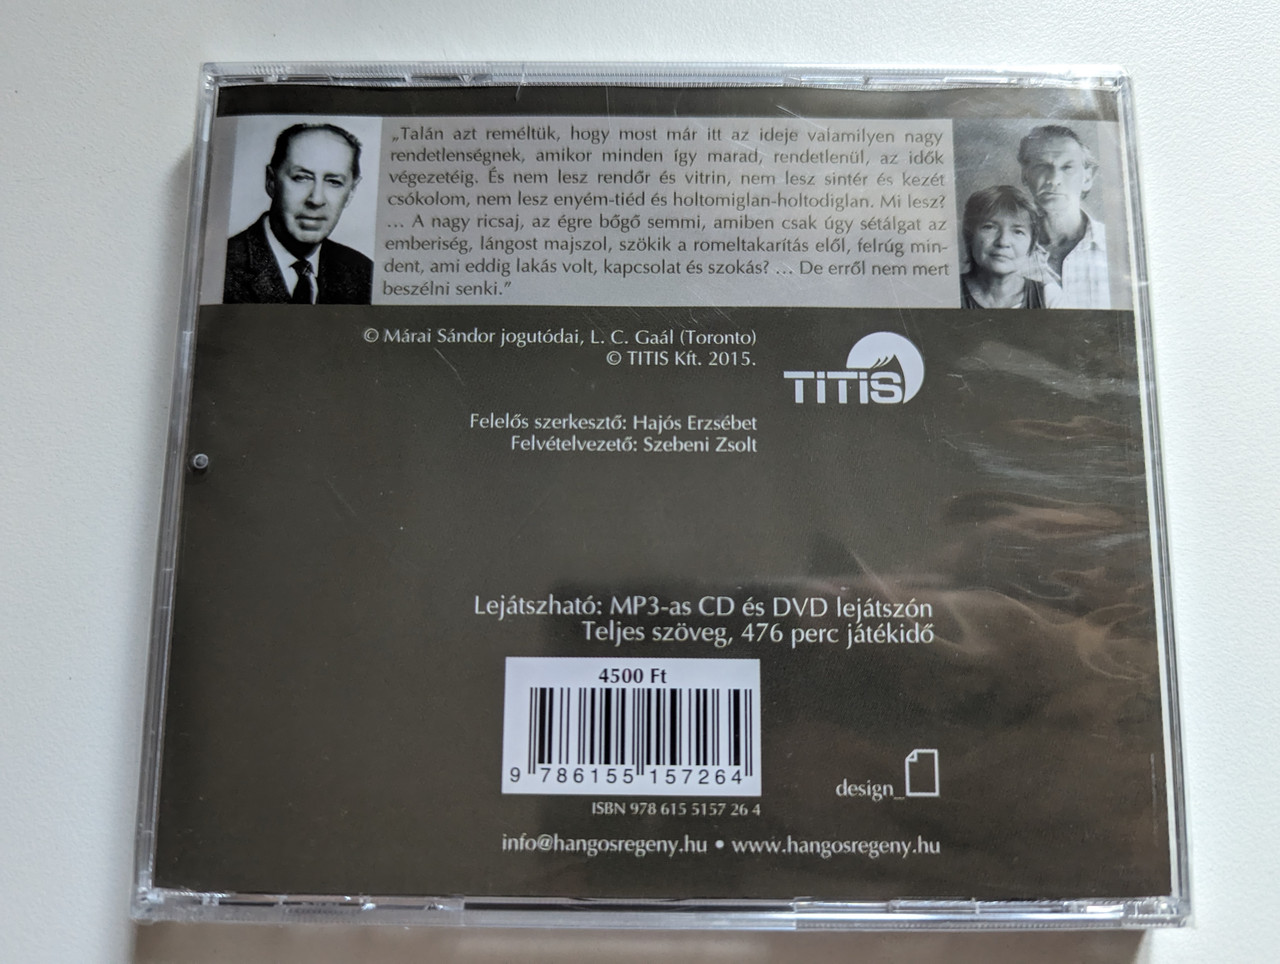 „Talán azt reméltük, hogy most már itt az ideje valamilyen nagy
rendetlenségnek, amikor minden így marad, rendetlenül, az idők
végezetéig. És nem lesz rendőr és vitrin, nem lesz sintér és kezét
csókolom, nem lesz enyém-tiéd és holtomiglan-holtodiglan. Mi lesz?
... A nagy ricsaj, az égre bőgő semmi, amiben csak úgy sétálgat az
emberiség, lángost majszol, szökik a romeltakarítás elől, felrúg min-
dent, ami eddig lakás volt, kapcsolat és szokás? ... De erről nem mert
beszélni senki.”
© Márai Sándor jogutódai, L. C. Gaál (Toronto)
© TITIS Kft. 2015.
TiTiS
Felelős szerkesztő: Hajós Erzsébet
Felvételvezető: Szebeni Zsolt
Lejátszható: MP3-as CD és DVD lejátszón
Teljes szöveg, 476 perc játékidő
4500 Ft
9 786155 157264
ISBN 978 615 5157 26 4
design_
info@hangosregeny.hu • www.hangosregeny.hu